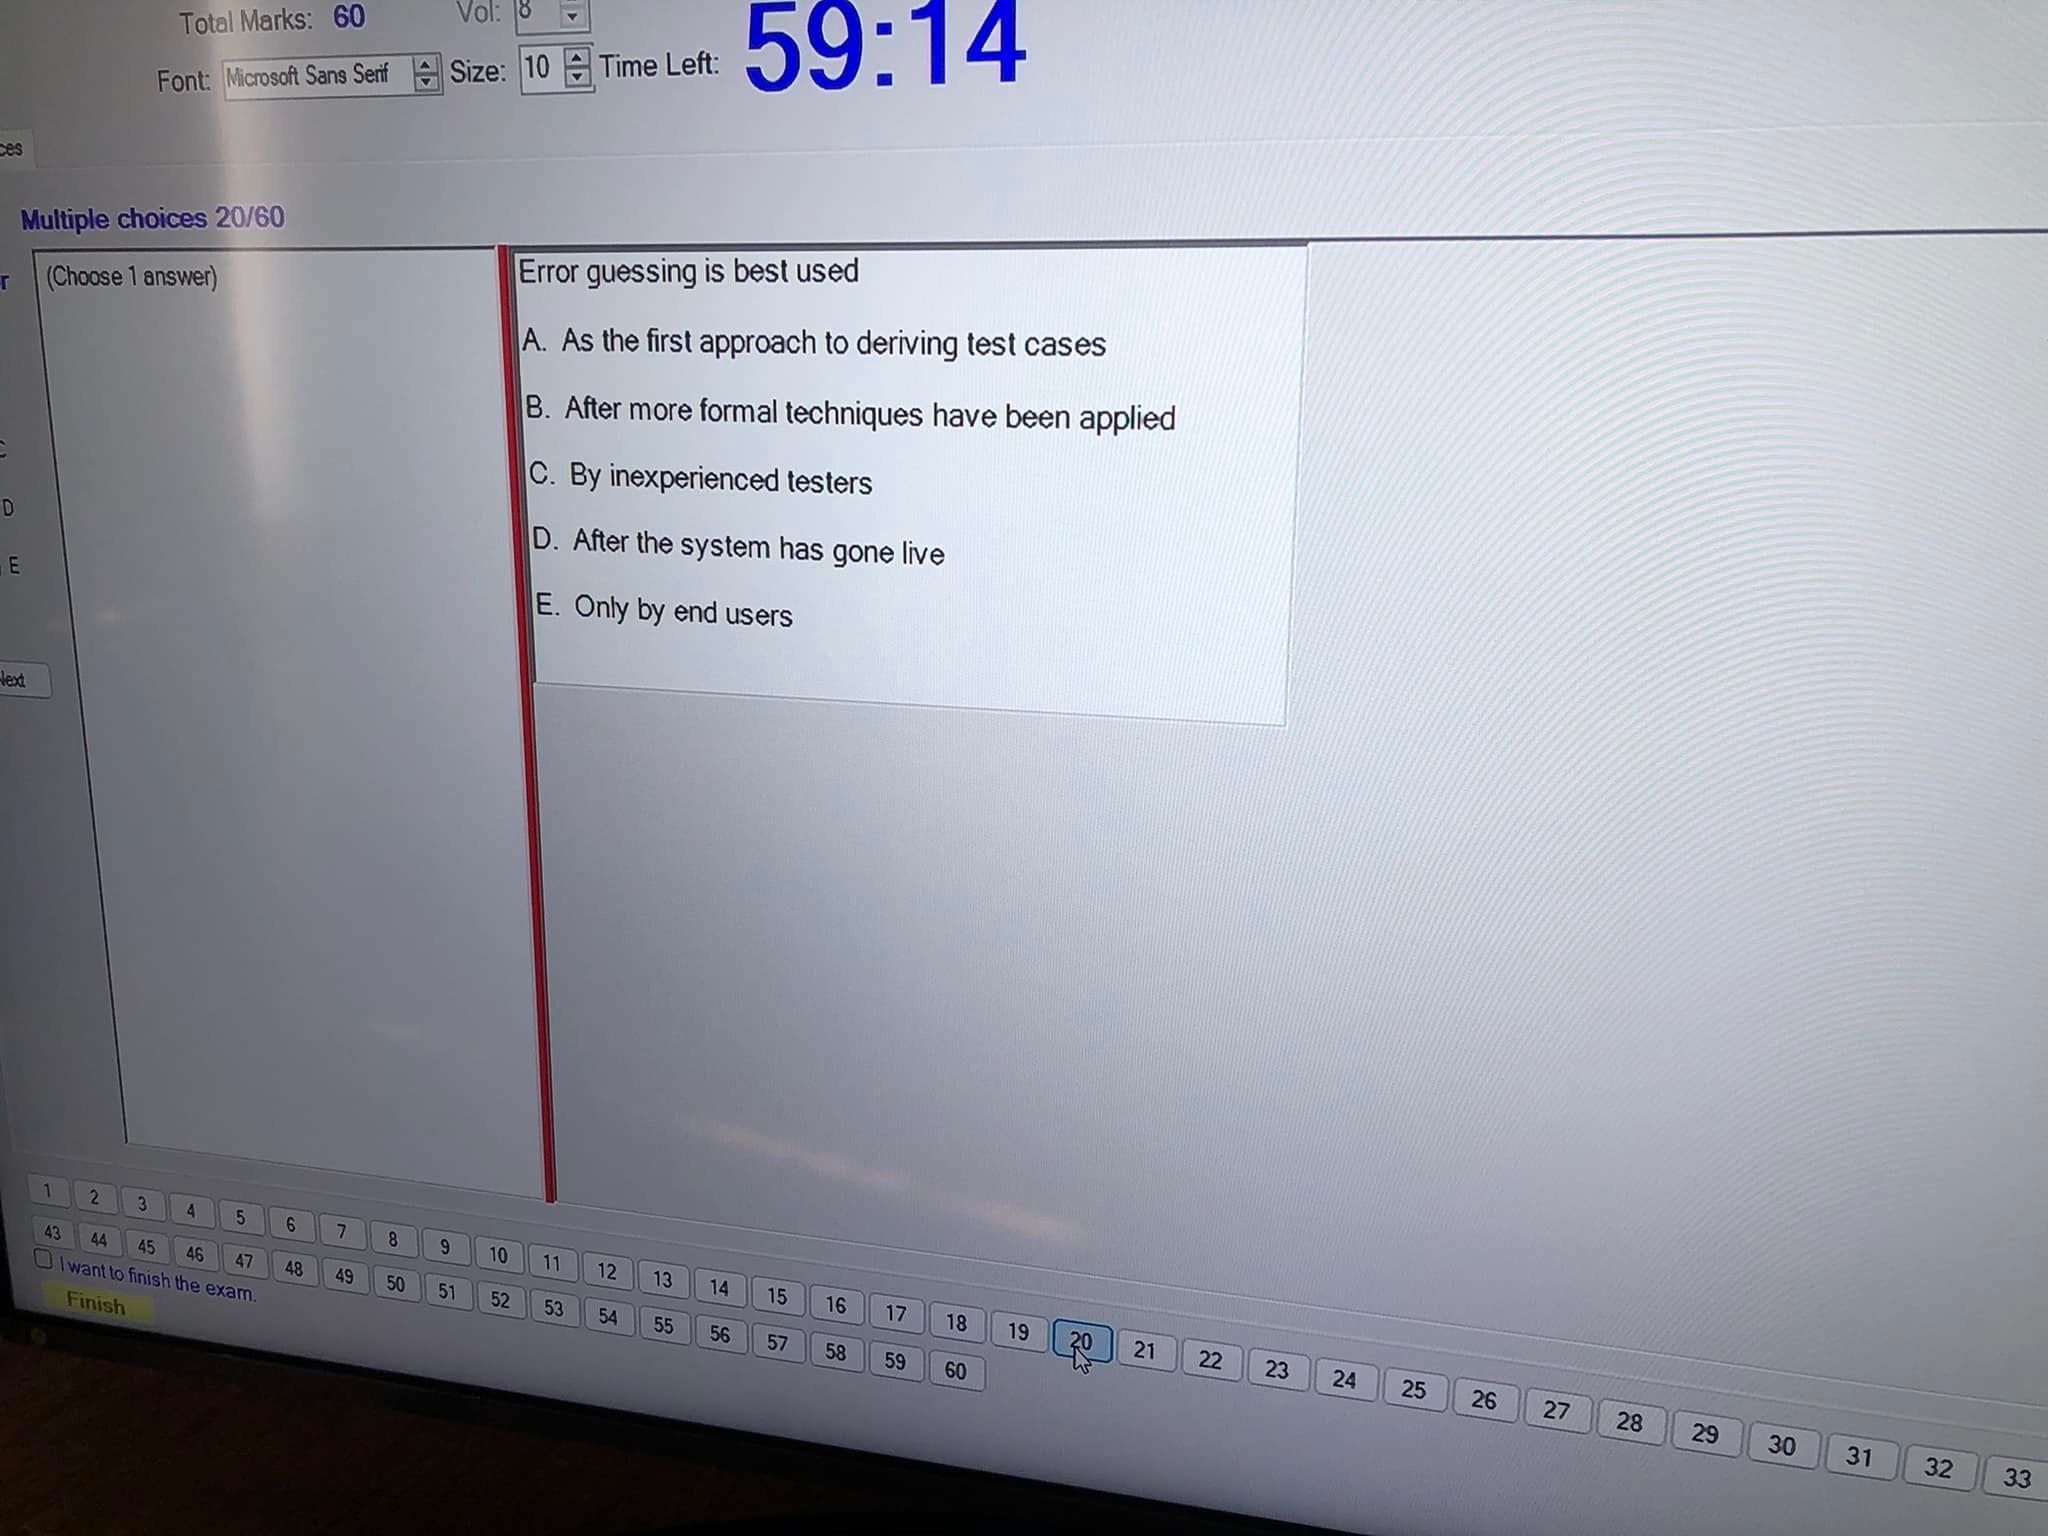 Total Marks: 60 Vol: 8
Font: Microsoft Sans Serif Size: 10 Time Left: 59:14
ces
Multiple choices 20/60
r
(Choose 1 answer)
Error guessing is best used
A. As the first approach to deriving test cases
B. After more formal techniques have been applied
C. By inexperienced testers
D. After the system has gone live
E. Only by end users
C
D
E
Next
1 2 3 4 5 6 7 8 9 10 11 12 13 14 15 16 17 18 19 20 21 22 23 24 25 26 27 28 29 30 31 32 33
43 44 45 46 47 48 49 50 51 52 53 54 55 56 57 58 59 60
I want to finish the exam.
Finish